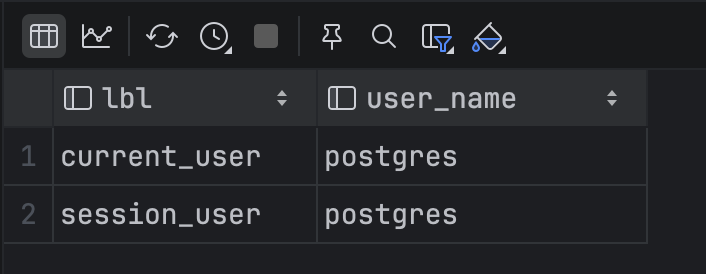 lbl user_name
1 current_user postgres
2 session_user postgres